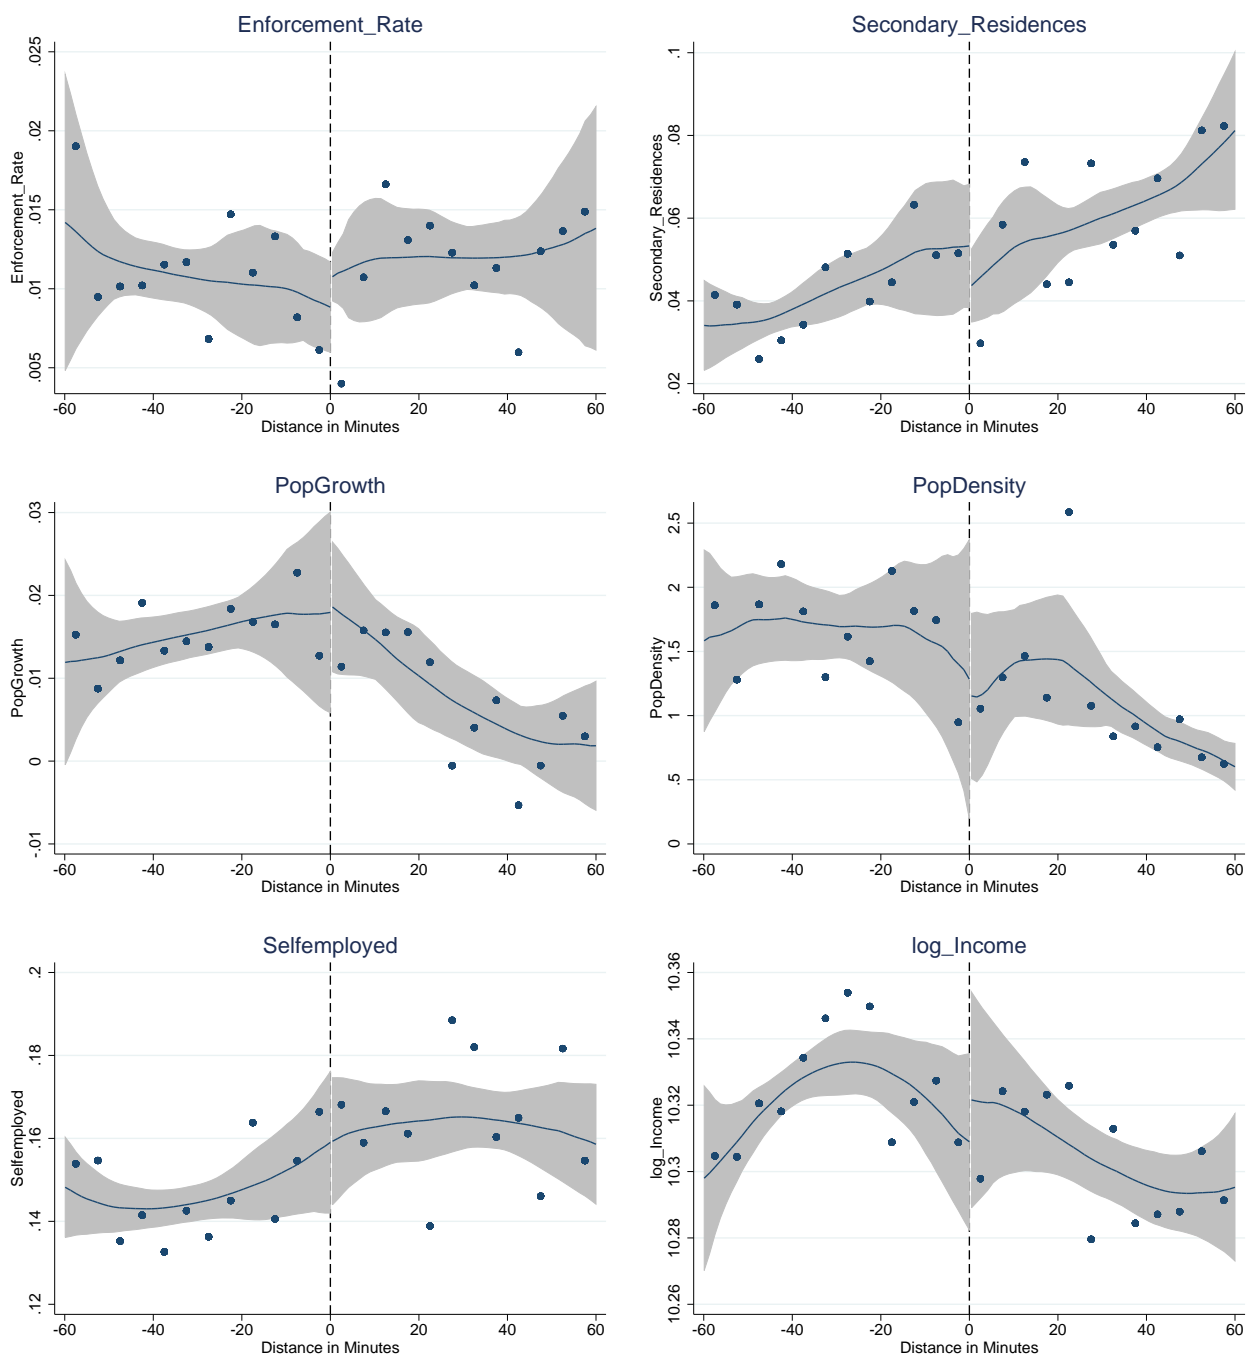 Enforcement_Rate
Enforcement_Rate
.005 .01 .015 .02 .025
-60 -40 -20 0 20 40 60
Distance in Minutes
Secondary_Residences
Secondary_Residences
.02 .04 .06 .08 .1
-60 -40 -20 0 20 40 60
Distance in Minutes
PopGrowth
PopGrowth
-.01 0 .01 .02 .03
-60 -40 -20 0 20 40 60
Distance in Minutes
PopDensity
PopDensity
0 .5 1 1.5 2 2.5
-60 -40 -20 0 20 40 60
Distance in Minutes
Selfemployed
Selfemployed
.12 .14 .16 .18 .2
-60 -40 -20 0 20 40 60
Distance in Minutes
log_Income
log_Income
10.26 10.28 10.3 10.32 10.34 10.36
-60 -40 -20 0 20 40 60
Distance in Minutes